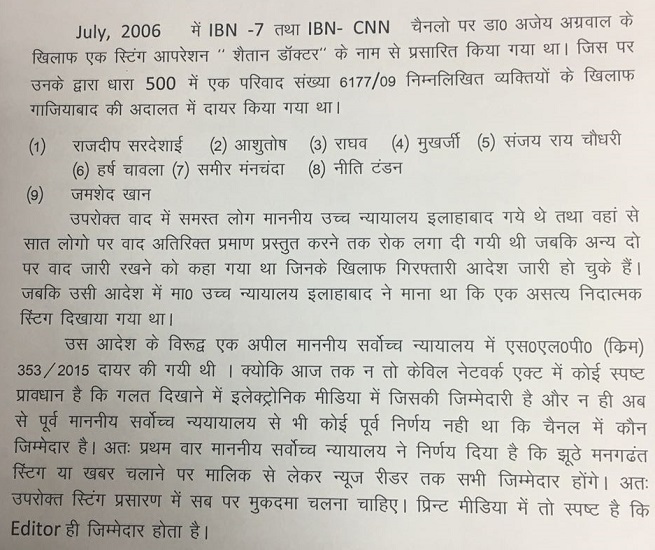 July, 2006 में IBN -7 तथा IBN- CNN चैनलो पर डा0 अजेय अग्रवाल के
खिलाफ एक स्टिंग आपरेशन " शैतान डॉक्टर" के नाम से प्रसारित किया गया था। जिस पर
उनके द्वारा धारा 500 में एक परिवाद संख्या 6177/09 निम्नलिखित व्यक्तियों के खिलाफ
गाजियाबाद की अदालत में दायर किया गया था।
(1) राजदीप सरदेशाई (2) आशुतोष (3) राघव (4) मुखर्जी (5) संजय राय चौधरी
(6) हर्ष चावला (7) समीर मंनचंदा (8) नीति टंडन
(9) जमशेद खान
उपरोक्त वाद में समस्त लोग माननीय उच्च न्यायालय इलाहाबाद गये थे तथा वहां से
सात लोगो पर वाद अतिरिक्त प्रमाण प्रस्तुत करने तक रोक लगा दी गयी थी जबकि अन्य दो
पर वाद जारी रखने को कहा गया था जिनके खिलाफ गिरफ्तारी आदेश जारी हो चुके हैं।
जबकि उसी आदेश में मा0 उच्च न्यायालय इलाहाबाद ने माना था कि एक असत्य निदात्मक
स्टिंग दिखाया गया था।
उस आदेश के विरूद्व एक अपील माननीय सर्वोच्च न्यायालय में एस0एल0पी0 (क्रिम)
353/2015 दायर की गयी थी । क्योकि आज तक न तो केविल नेटवर्क एक्ट में कोई स्पष्ट
प्रावधान है कि गलत दिखाने में इलेक्ट्रोनिक मीडिया में जिसकी जिम्मेदारी है और न ही अब
से पूर्व माननीय सर्वोच्च न्ययायालय से भी कोई पूर्व निर्णय नही था कि चैनल में कौन
जिम्मेदार है। अतः प्रथम वार माननीय सर्वोच्च न्यायालय ने निर्णय दिया है कि झूठे मनगढंत
स्टिंग या खबर चलाने पर मालिक से लेकर न्यूज रीडर तक सभी जिम्मेदार होंगे। अतः
उपरोक्त स्टिंग प्रसारण में सब पर मुकदमा चलना चाहिए। प्रिन्ट मीडिया में तो स्पष्ट है कि
Editor ही जिम्मेदार होता है।